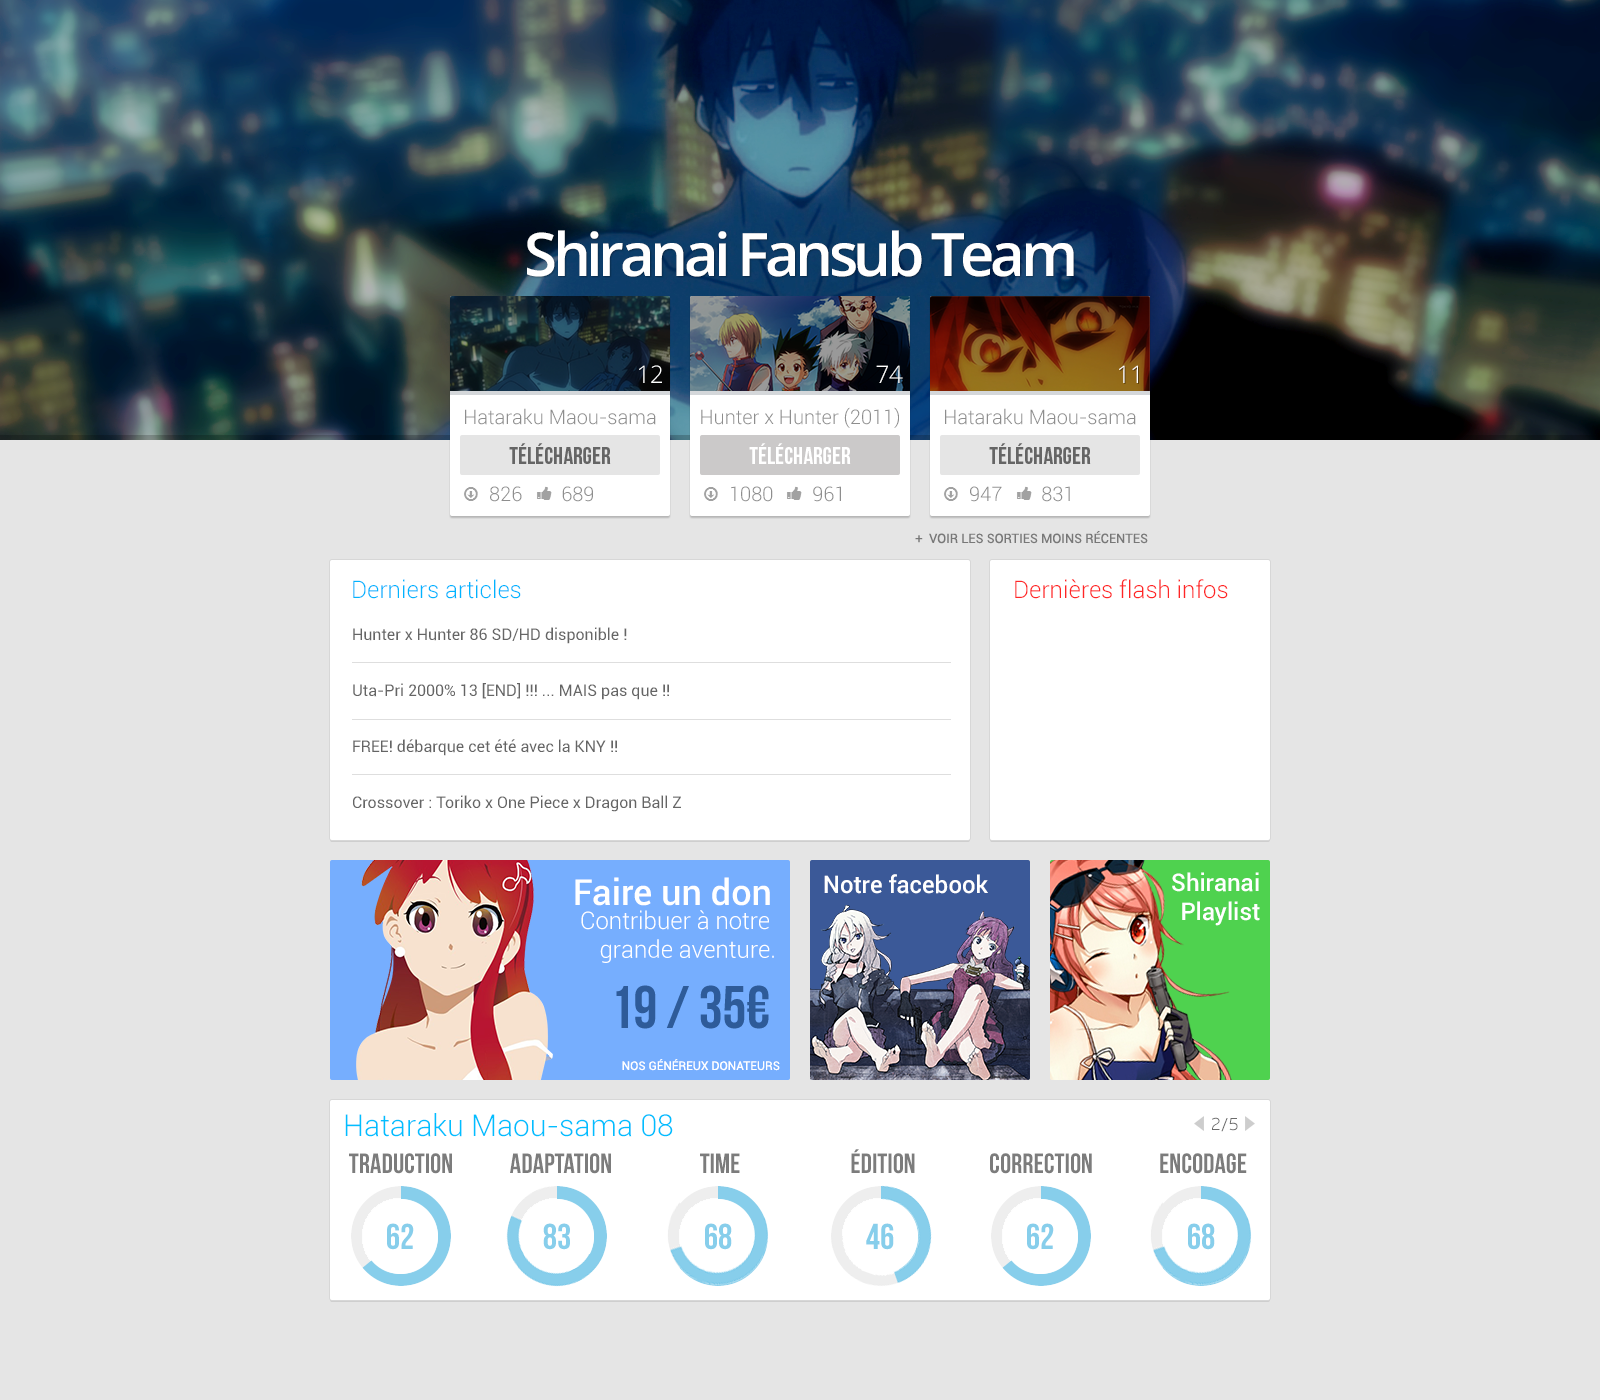 Shiranai Fansub Team
12
Hataraku Maou-sama
TÉLÉCHARGER
826 689
74
Hunter x Hunter (2011)
TÉLÉCHARGER
1080 961
11
Hataraku Maou-sama
TÉLÉCHARGER
947 831
+ VOIR LES SORTIES MOINS RÉCENTES
Derniers articles
Hunter x Hunter 86 SD/HD disponible !
Uta-Pri 2000% 13 [END] !!! ... MAIS pas que !!
FREE! débarque cet été avec la KNY !!
Crossover : Toriko x One Piece x Dragon Ball Z
Dernières flash infos
Faire un don
Contribuer à notre
grande aventure.
19 / 35€
NOS GÉNÉREUX DONATEURS
Notre facebook
Shiranai
Playlist
Hataraku Maou-sama 08
2/5
TRADUCTION
62
ADAPTATION
83
TIME
68
ÉDITION
46
CORRECTION
62
ENCODAGE
68